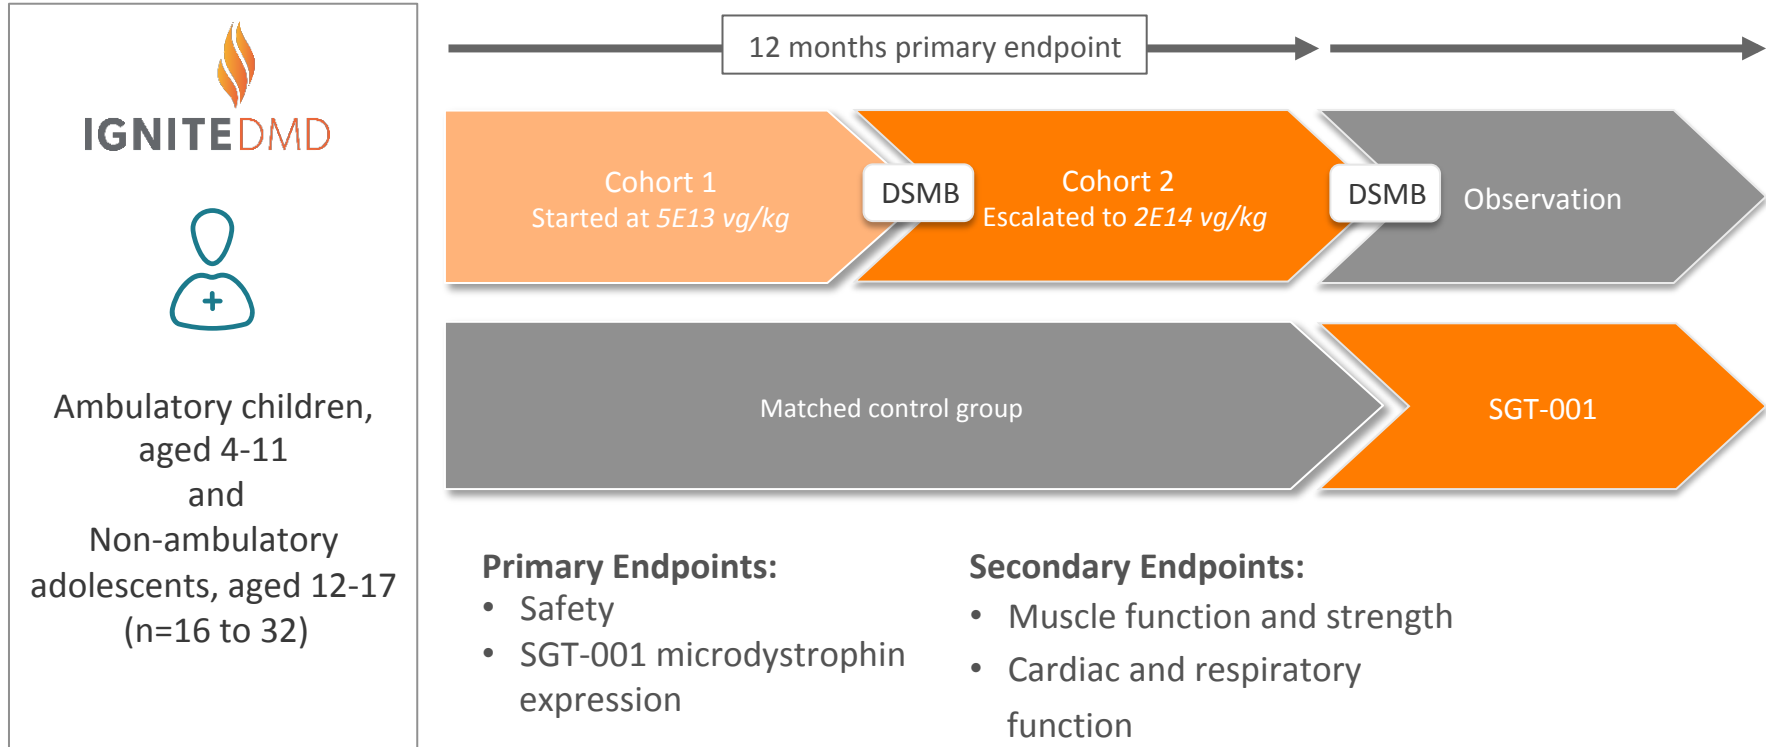 IGNITEDMD
Ambulatory children,
aged 4-11
and
Non-ambulatory
adolescents, aged 12-17
(n=16 to 32)
12 months primary endpoint
Cohort 1
Started at 5E13 vg/kg
DSMB
Cohort 2
Escalated to 2E14 vg/kg
DSMB
Observation
Matched control group
SGT-001
Primary Endpoints:
• Safety
• SGT-001 microdystrophin
expression
Secondary Endpoints:
• Muscle function and strength
• Cardiac and respiratory
function